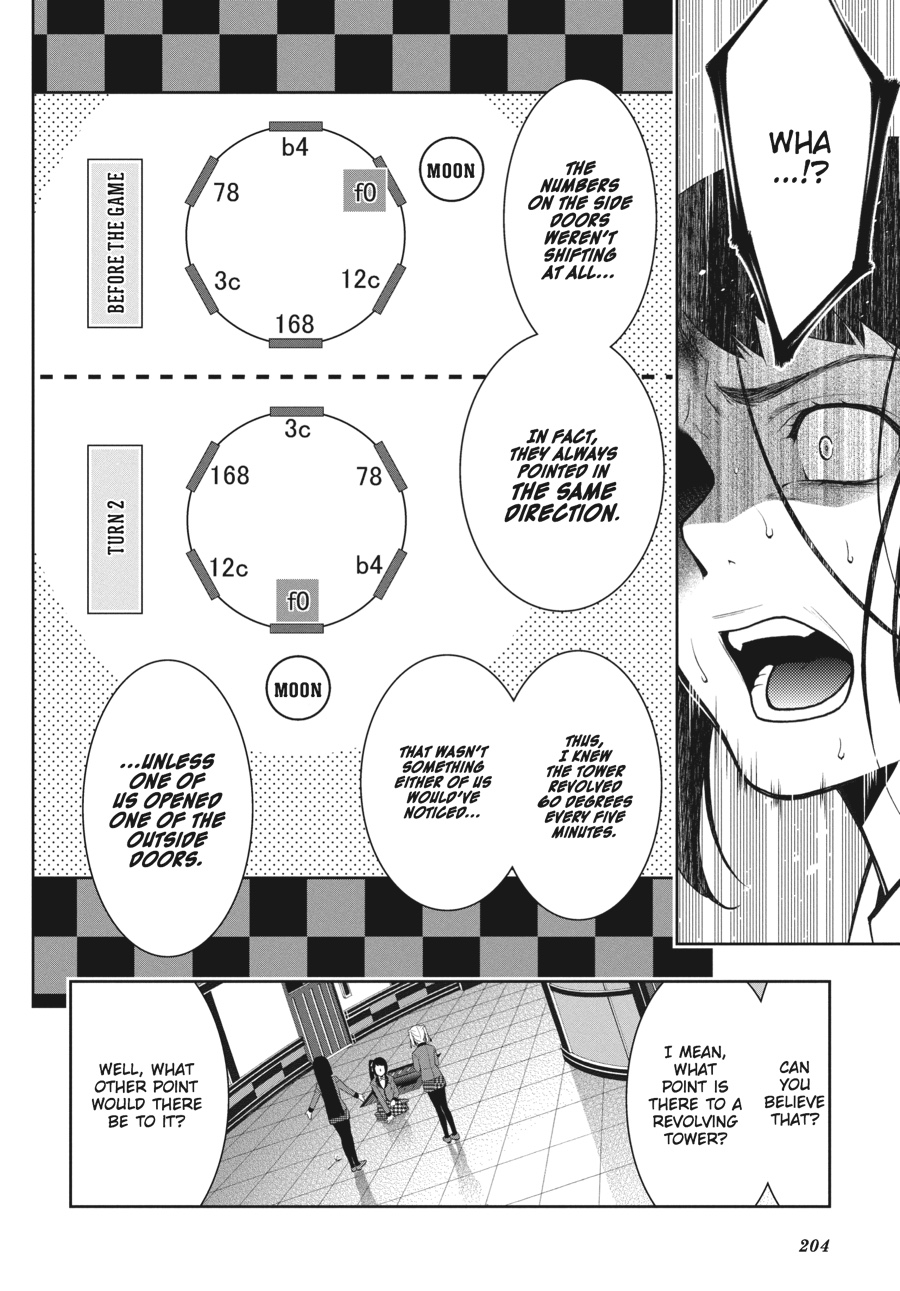 WHA
...!?
THE
NUMBERS
ON THE SIDE
DOORS
WEREN'T
SHIFTING
AT ALL...
IN FACT,
THEY ALWAYS
POINTED IN
THE SAME
DIRECTION.
BEFORE THE GAME
b4
MOON
78
f0
3c
12c
168
TURN 2
3c
168
78
12c
b4
f0
MOON
THUS,
I KNEW
THE TOWER
REVOLVED
60 DEGREES
EVERY FIVE
MINUTES.
THAT WASN'T
SOMETHING
EITHER OF US
WOULD'VE
NOTICED...
...UNLESS
ONE OF
US OPENED
ONE OF THE
OUTSIDE
DOORS.
CAN
YOU
BELIEVE
THAT?
I MEAN,
WHAT
POINT IS
THERE TO A
REVOLVING
TOWER?
WELL, WHAT
OTHER POINT
WOULD THERE
BE TO IT?
204